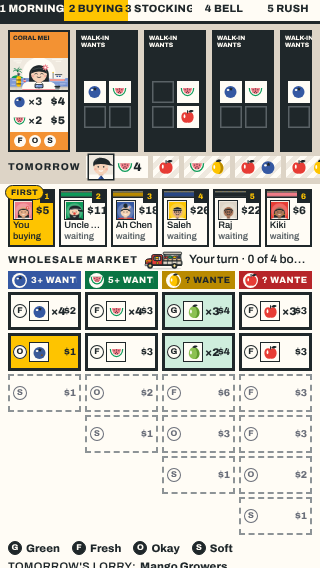 1 MORNING 2 BUYING 3 STOCKING 4 BELL 5 RUSH
CORAL MEI
×3 $4
×2 $5
F O S
WALK-IN WANTS
WALK-IN WANTS
WALK-IN WANTS
WALK-IN WANTS
TOMORROW 4
FIRST
1 $5 You buying
2 $11 Uncle ... waiting
3 $18 Ah Chen waiting
4 $26 Saleh waiting
5 $22 Raj waiting
6 $6 Kiki waiting
WHOLESALE MARKET Your turn · 0 of 4 bo...
3+ WANT 5+ WANT ? WANTE ? WANTE
F ×4 $2 F ×4 $3 G ×3 $4 F ×3 $3
O $1 F $3 G ×2 $4 F $3
S $1 O $2 F $6 F $3
S $1 O $3 F $3
S $1 O $2
S $1
G Green F Fresh O Okay S Soft
TOMORROW'S LORRY: Mango Growers